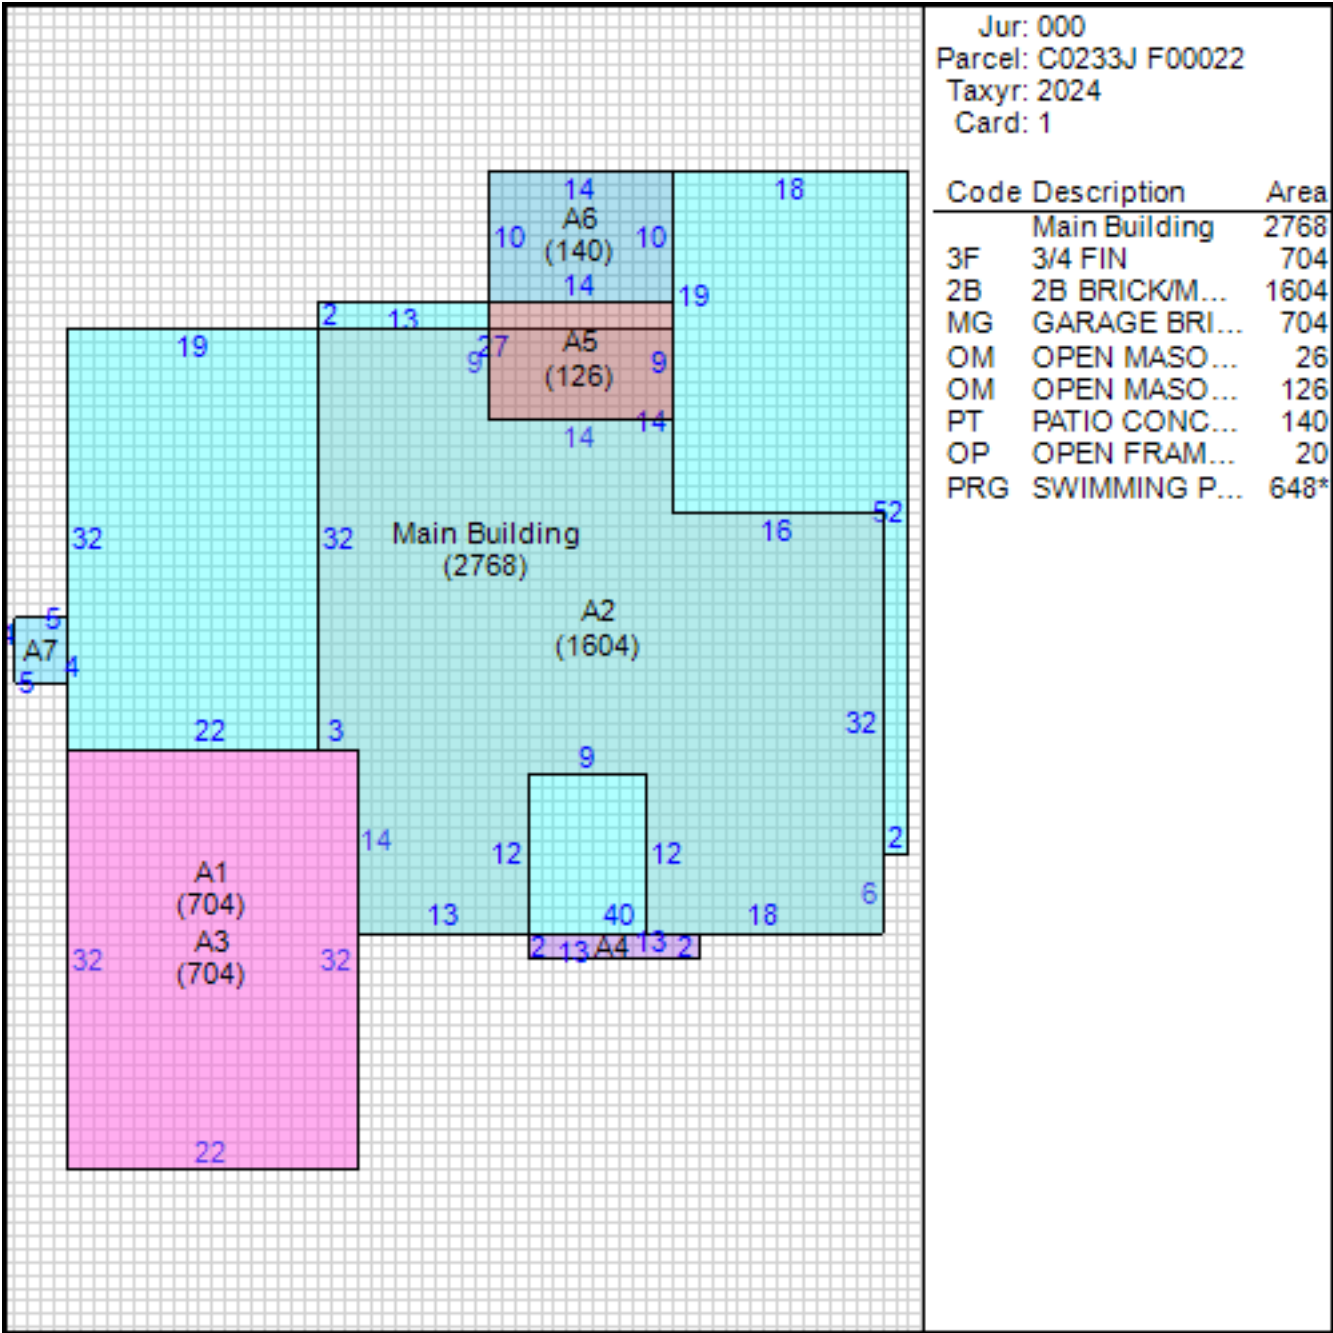 Jur: 000
Parcel: C0233J F00022
Taxyr: 2024
Card: 1
Code Description Area
Main Building 2768
3F 3/4 FIN 704
2B 2B BRICK/M... 1604
MG GARAGE BRI... 704
OM OPEN MASO... 26
OM OPEN MASO... 126
PT PATIO CONC... 140
OP OPEN FRAM... 20
PRG SWIMMING P... 648*
14
18
A6
10
10
(140)
14
19
2
13
19
27
A5
9
9
(126)
14
14
52
16
32
32
Main Building
(2768)
A2
(1604)
5
4
A7
4
5
22
3
32
9
14
12
12
2
A1
(704)
6
13
40
18
A3
(704)
2
13
A4
13
2
32
32
22